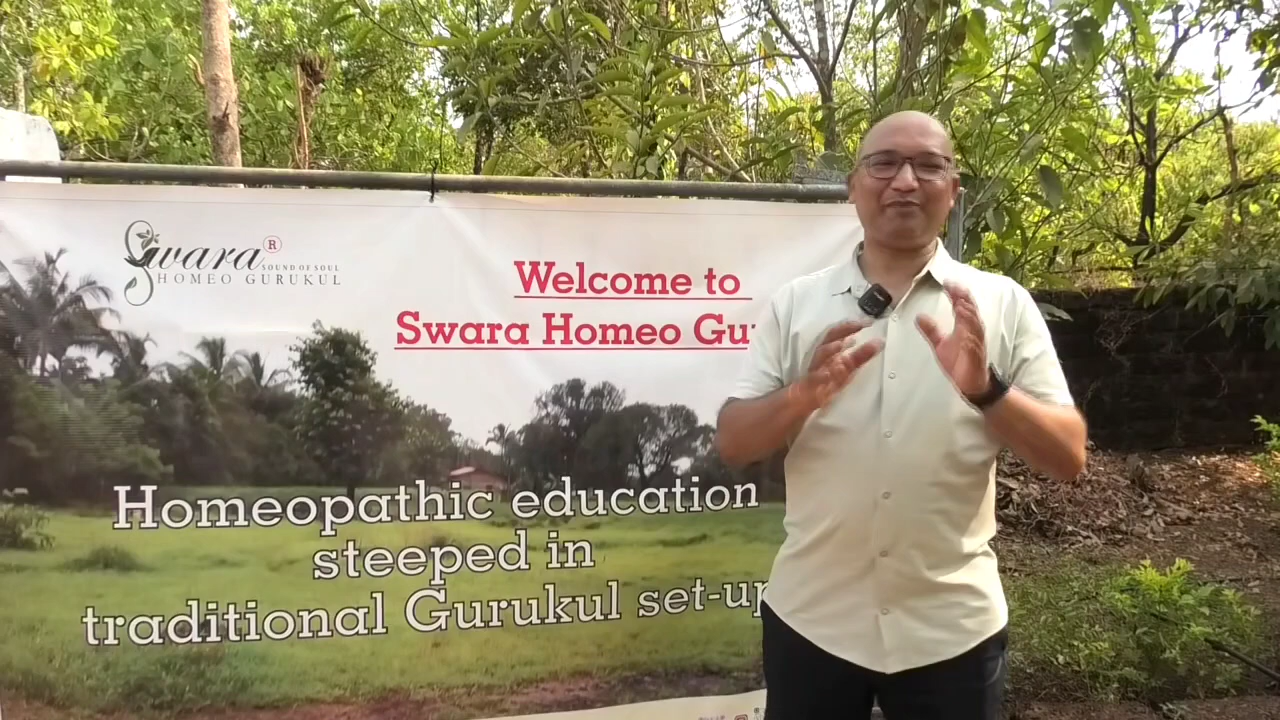 Swara ®
SOUND OF SOUL
HOMEO GURUKUL
Welcome to
Swara Homeo Gu
Homeopathic education
steeped in
traditional Gurukul set-up